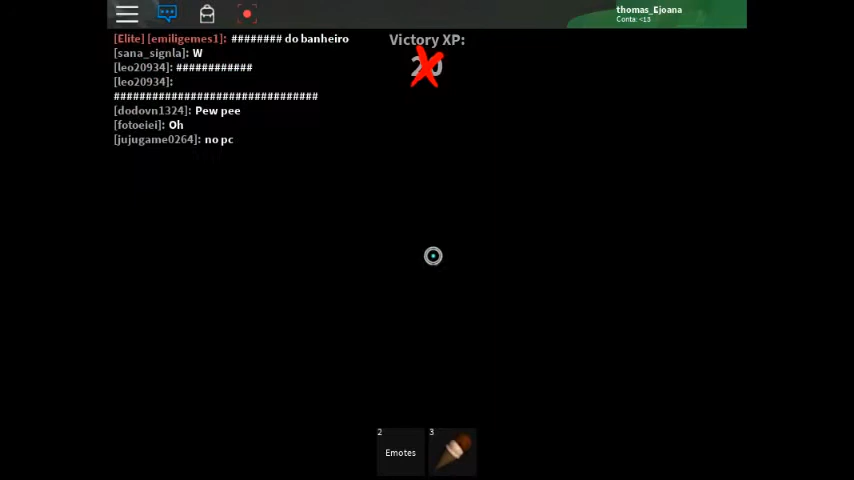 thomas_Ejoana
Conta: <13
[Elite] [emiligemes1]: ######## do banheiro
[sana_signla]: W
[leo20934]: ############
[leo20934]:
################################
[dodovn1324]: Pew pee
[fotoeiei]: Oh
[jujugame0264]: no pc
Victory XP:
20
2
Emotes
3